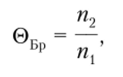 Θ_Бр = n_2 / n_1,